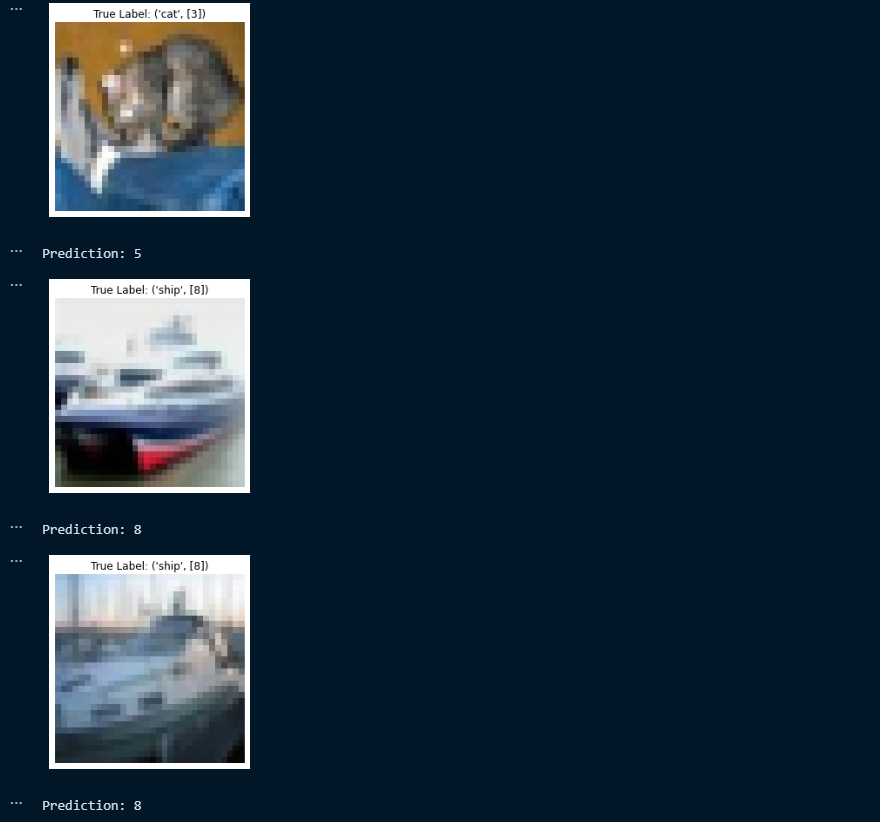 ...
True Label: ('cat', [3])
...
Prediction: 5
...
True Label: ('ship', [8])
...
Prediction: 8
...
True Label: ('ship', [8])
...
Prediction: 8